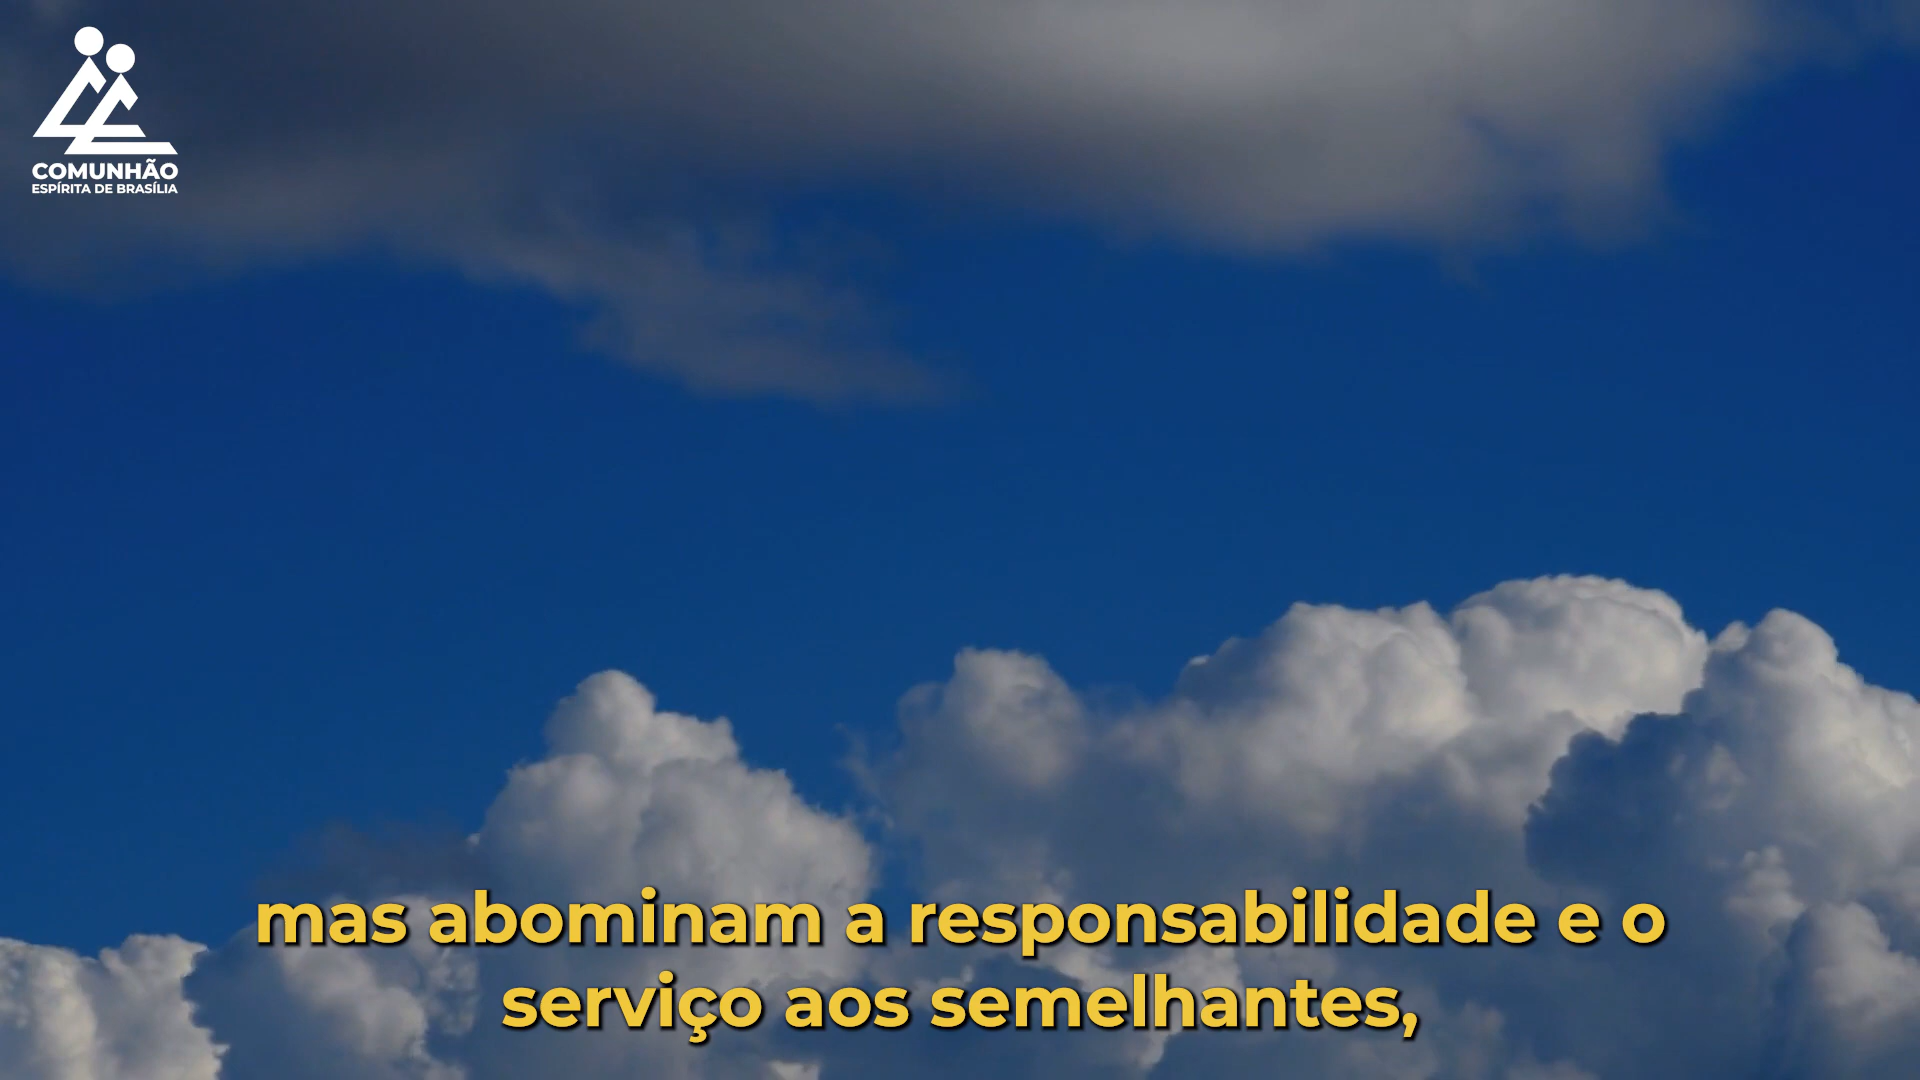 COMUNHÃO
ESPÍRITA DE BRASÍLIA
mas abominam a responsabilidade e o
serviço aos semelhantes,